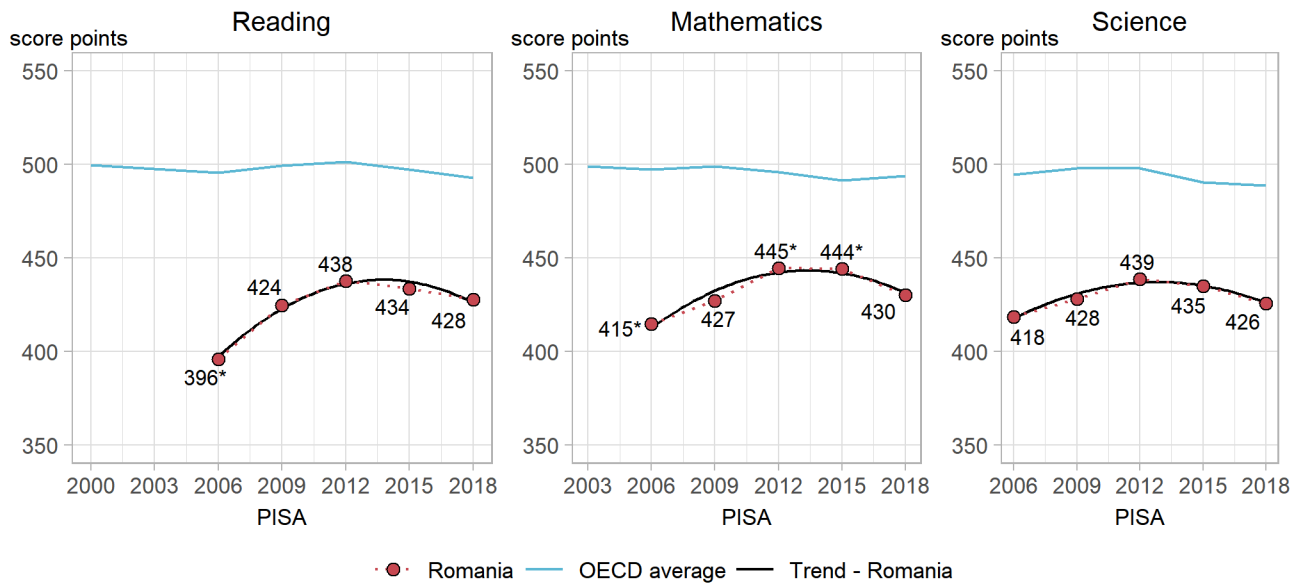 Reading
score points
550
500
450
400
350
396*
424
438
434
428
2000 2003 2006 2009 2012 2015 2018
PISA
Mathematics
score points
550
500
450
400
350
415*
427
445*
444*
430
2003 2006 2009 2012 2015 2018
PISA
Science
score points
550
500
450
400
350
418
428
439
435
426
2006 2009 2012 2015 2018
PISA
Romania OECD average Trend - Romania